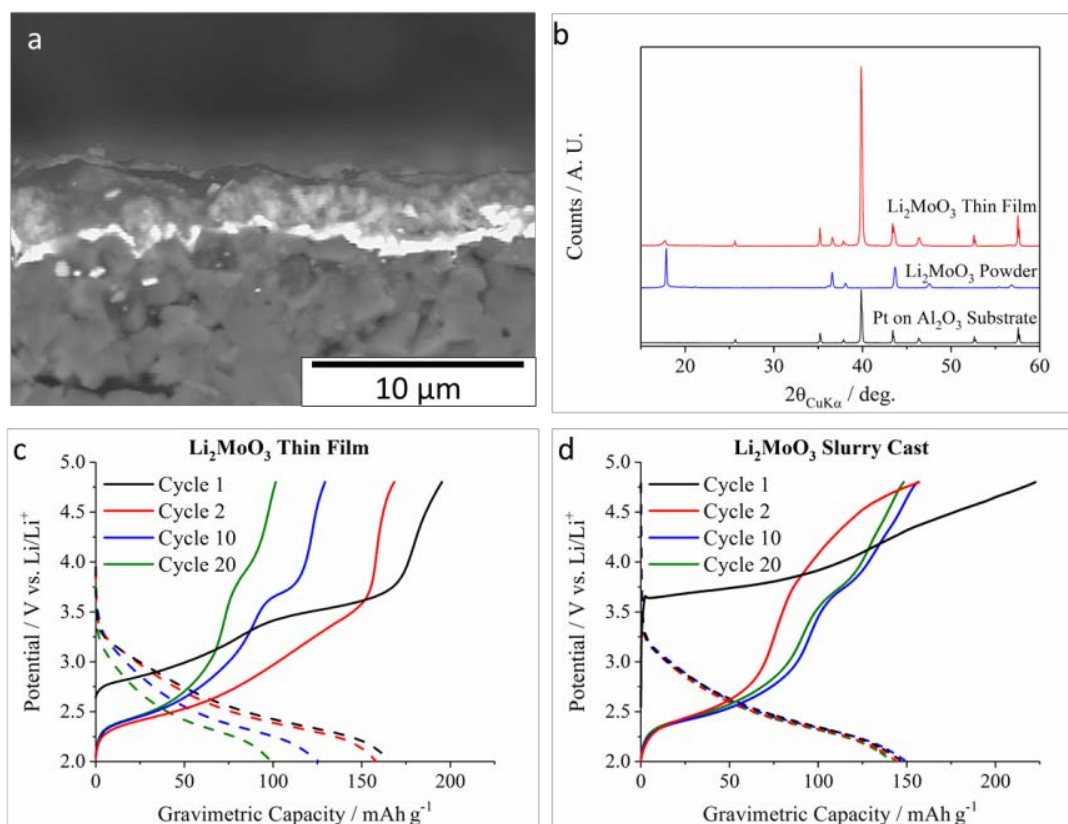 a
10 μm
b
Counts / A. U.
Li₂MoO₃ Thin Film
Li₂MoO₃ Powder
Pt on Al₂O₃ Substrate
20 30 40 50 60
2θCuKα / deg.
c
Li₂MoO₃ Thin Film
5.0
4.5
4.0
3.5
3.0
2.5
2.0
Potential / V vs. Li/Li⁺
Cycle 1
Cycle 2
Cycle 10
Cycle 20
0 50 100 150 200
Gravimetric Capacity / mAh g⁻¹
d
Li₂MoO₃ Slurry Cast
5.0
4.5
4.0
3.5
3.0
2.5
2.0
Potential / V vs. Li/Li⁺
Cycle 1
Cycle 2
Cycle 10
Cycle 20
0 50 100 150 200
Gravimetric Capacity / mAh g⁻¹